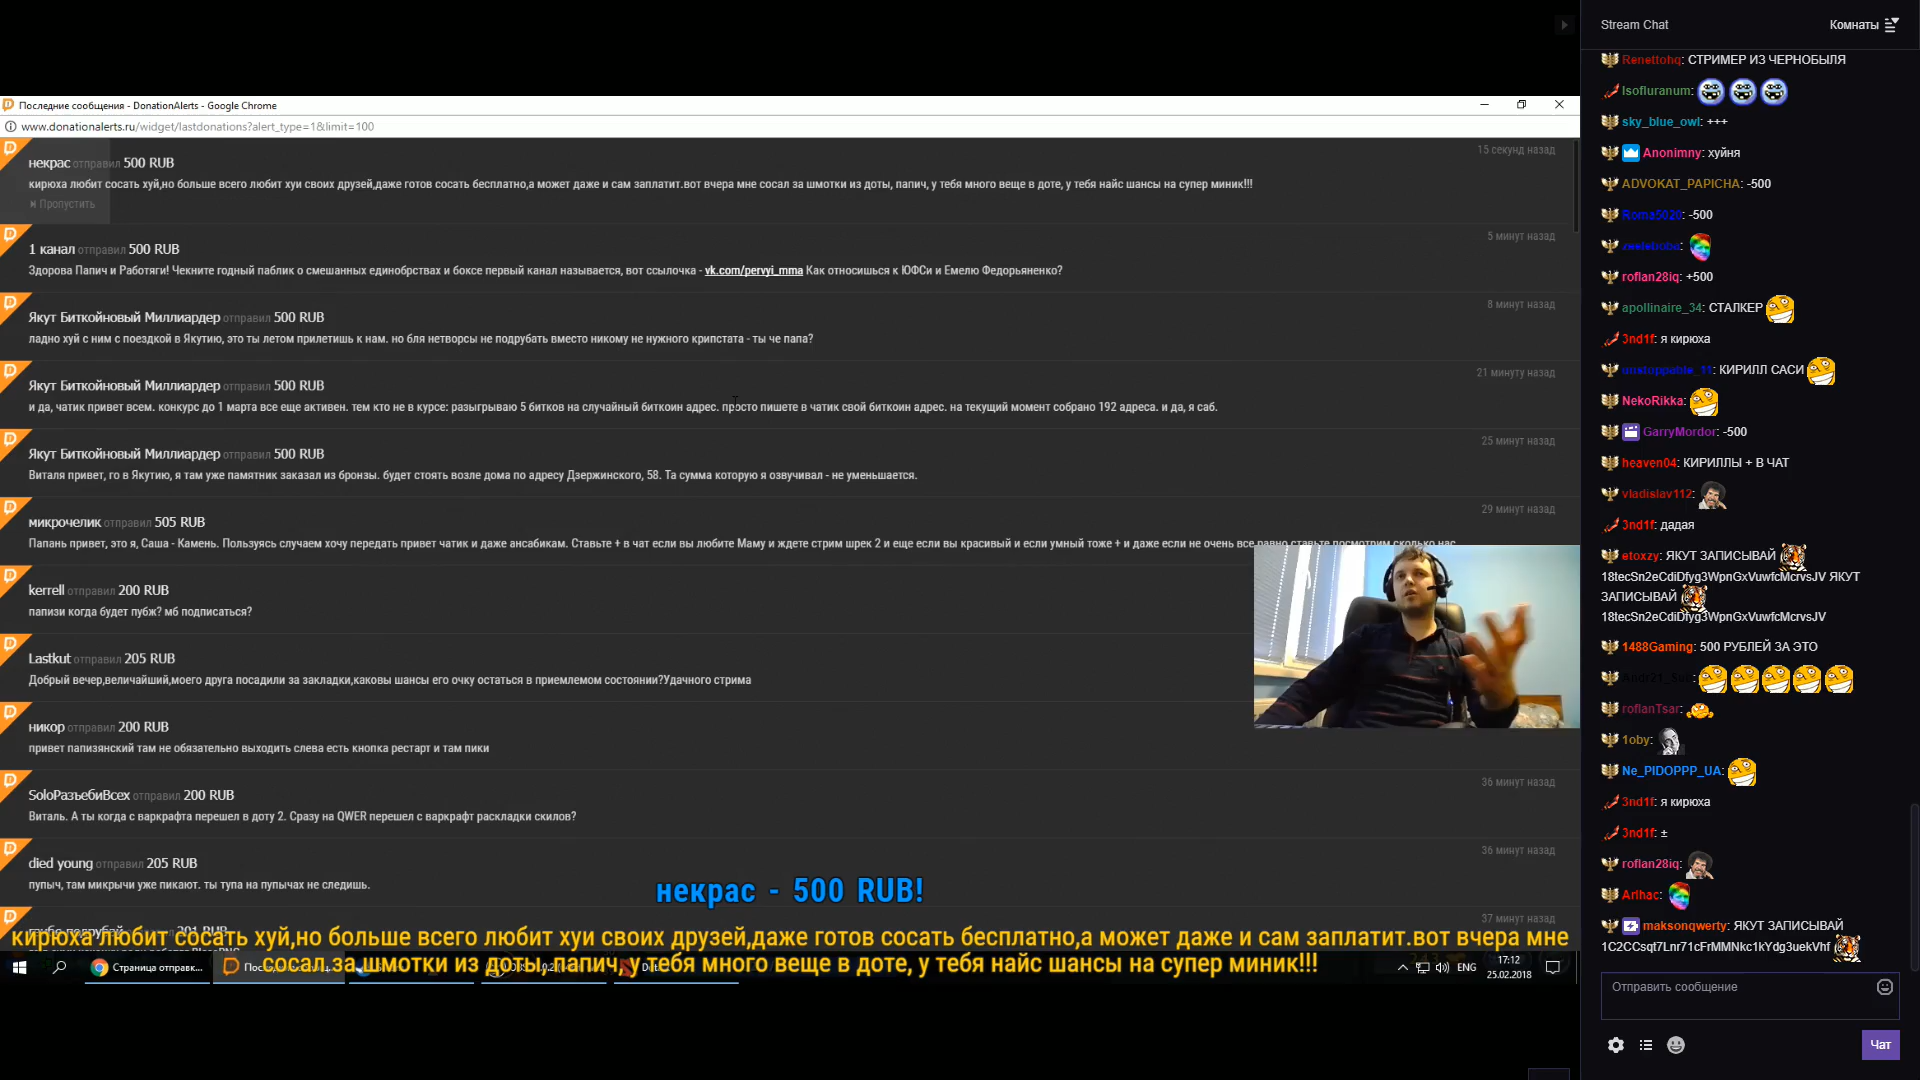 Последние сообщения - DonationAlerts - Google Chrome
www.donationalerts.ru/widget/lastdonations?alert_type=1&limit=100
некрас отправил 500 RUB
15 секунд назад
кирюха любит сосать хуй,но больше всего любит хуи своих друзей,даже готов сосать бесплатно,а может даже и сам заплатит.вот вчера мне сосал за шмотки из доты, папич, у тебя много веще в доте, у тебя найс шансы на супер миник!!!
Пропустить
1 канал отправил 500 RUB
5 минут назад
Здорова Папич и Работяги! Чекните годный паблик о смешанных единобрствах и боксе первый канал называется, вот ссылочка - vk.com/pervyi_mma Как относишься к ЮФСи и Емелю Федорьяненко?
Якут Биткойновый Миллиардер отправил 500 RUB
8 минут назад
ладно хуй с ним с поездкой в Якутию, это ты летом прилетишь к нам. но бля нетворсы не подрубать вместо никому не нужного крипстата - ты че папа?
Якут Биткойновый Миллиардер отправил 500 RUB
21 минуту назад
и да, чатик привет всем. конкурс до 1 марта все еще активен. тем кто не в курсе: разыгрываю 5 битков на случайный биткоин адрес. просто пишете в чатик свой биткоин адрес. на текущий момент собрано 192 адреса. и да, я саб.
Якут Биткойновый Миллиардер отправил 500 RUB
25 минут назад
Виталя привет, го в Якутию, я там уже памятник заказал из бронзы. будет стоять возле дома по адресу Дзержинского, 58. Та сумма которую я озвучивал - не уменьшается.
микрочелик отправил 505 RUB
29 минут назад
Папань привет, это я, Саша - Камень. Пользуясь случаем хочу передать привет чатик и даже ансабикам. Ставьте + в чат если вы любите Маму и ждете стрим шрек 2 и еще если вы красивый и если умный тоже + и даже если не очень все равно ставьте посмотрим сколько нас
kerrell отправил 200 RUB
папизи когда будет пубж? мб подписаться?
Lastkut отправил 205 RUB
Добрый вечер,величайший,моего друга посадили за закладки,каковы шансы его очку остаться в приемлемом состоянии?Удачного стрима
никор отправил 200 RUB
привет папизянский там не обязательно выходить слева есть кнопка рестарт и там пики
SoloРазъебиВсех отправил 200 RUB
36 минут назад
Виталь. А ты когда с варкрафта перешел в доту 2. Сразу на QWER перешел с варкрафт раскладки скилов?
died young отправил 205 RUB
36 минут назад
пупыч, там микрычи уже пикают. ты тупа на пупычах не следишь.
37 минут назад
некрас - 500 RUB!
кирюха любит сосать хуй,но больше всего любит хуи своих друзей,даже готов сосать бесплатно,а может даже и сам заплатит.вот вчера мне
сосал за шмотки из доты, папич, у тебя много веще в доте, у тебя найс шансы на супер миник!!!
Страница отправк...
ENG
17:12
25.02.2018
Stream Chat
Комнаты
Renettohq: СТРИМЕР ИЗ ЧЕРНОБЫЛЯ
Isofluranum:
sky_blue_owl: +++
Anonimny: хуйня
ADVOKAT_PAPICHA: -500
Roma5020: -500
veeleboba:
roflan28iq: +500
apollinaire_34: СТАЛКЕР
3nd1f: я кирюха
unstoppable_11: КИРИЛЛ САСИ
NekoRikka:
GarryMordor: -500
heaven04: КИРИЛЛЫ + В ЧАТ
vladislav112:
3nd1f: дадая
etoxzy: ЯКУТ ЗАПИСЫВАЙ
18tecSn2eCdiDfyg3WpnGxVuwfcMcrvsJV ЯКУТ
ЗАПИСЫВАЙ
18tecSn2eCdiDfyg3WpnGxVuwfcMcrvsJV
1488Gaming: 500 РУБЛЕЙ ЗА ЭТО
roflanTsar:
1oby:
Ne_PIDOPPP_UA:
3nd1f: я кирюха
3nd1f: ±
roflan28iq:
Arlhac:
maksonqwerty: ЯКУТ ЗАПИСЫВАЙ
1C2CCsqt7Lnr71cFrMMNkc1kYdg3uekVhf
Отправить сообщение
Чат